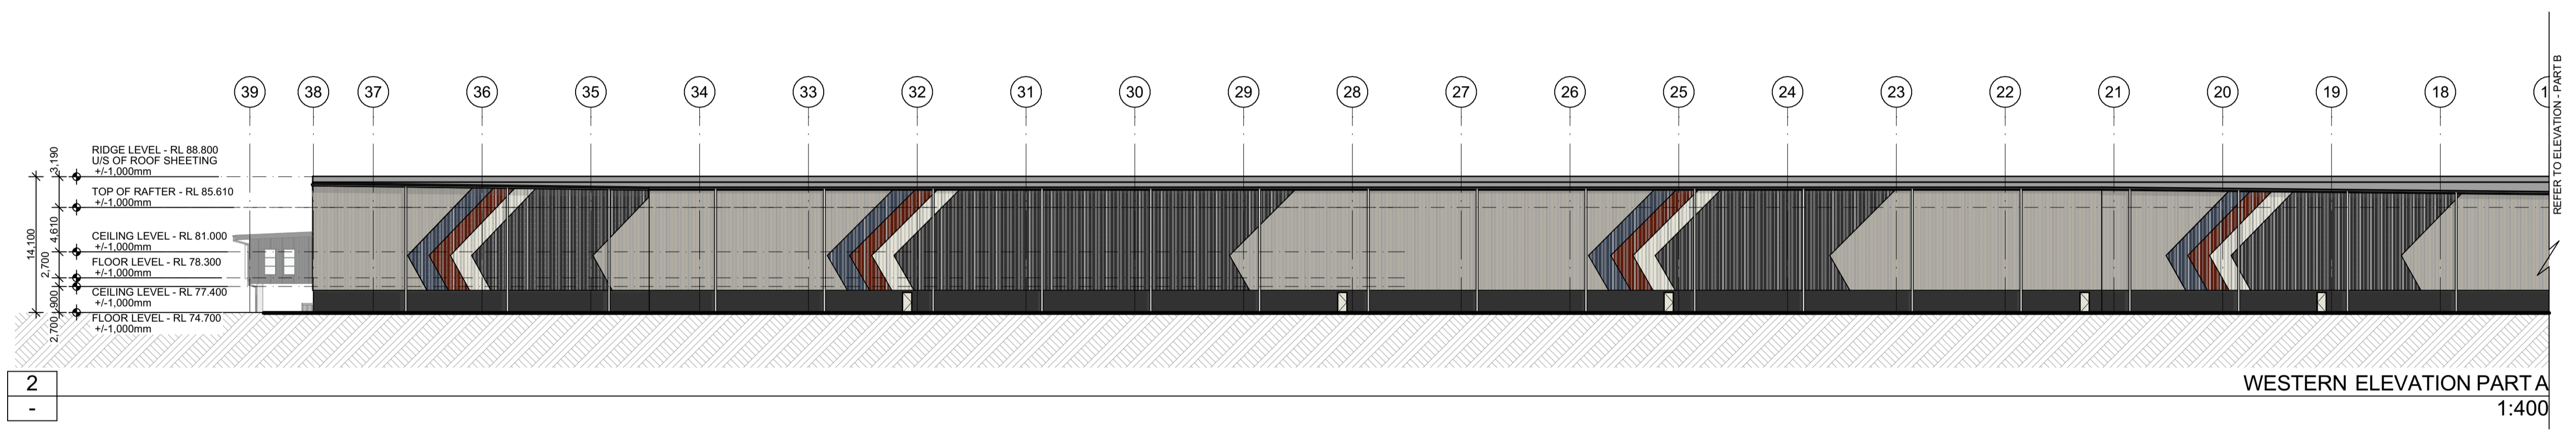 39 38 37 36 35 34 33 32 31 30 29 28 27 26 25 24 23 22 21 20 19 18
REFER TO ELEVATION - PART B
RIDGE LEVEL - RL 88.800
U/S OF ROOF SHEETING
+/-1,000mm
TOP OF RAFTER - RL 85.610
+/-1,000mm
CEILING LEVEL - RL 81.000
+/-1,000mm
FLOOR LEVEL - RL 78.300
+/-1,000mm
CEILING LEVEL - RL 77.400
+/-1,000mm
FLOOR LEVEL - RL 74.700
+/-1,000mm
14,100
3,190
4,610
2,700
900
2,700
2
-
WESTERN ELEVATION PART A
1:400